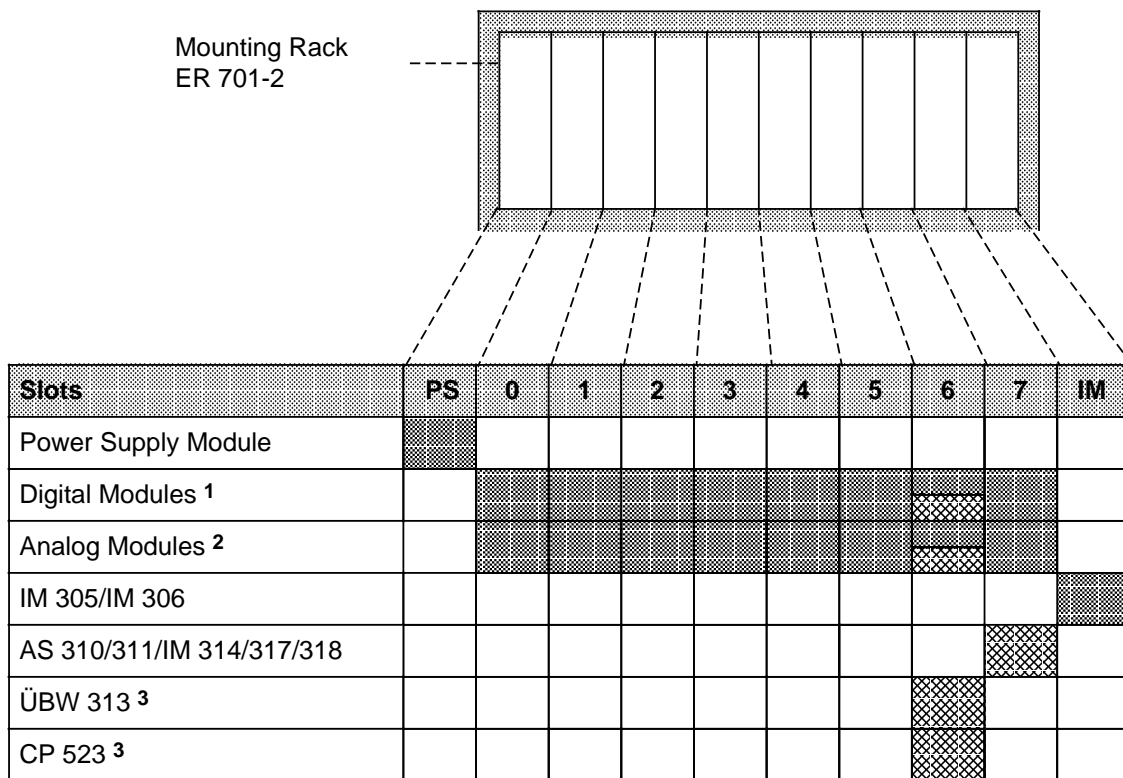 Mounting Rack
ER 701-2
Slots PS 0 1 2 3 4 5 6 7 IM
Power Supply Module
Digital Modules 1
Analog Modules 2
IM 305/IM 306
AS 310/311/IM 314/317/318
ÜBW 313 3
CP 523 3